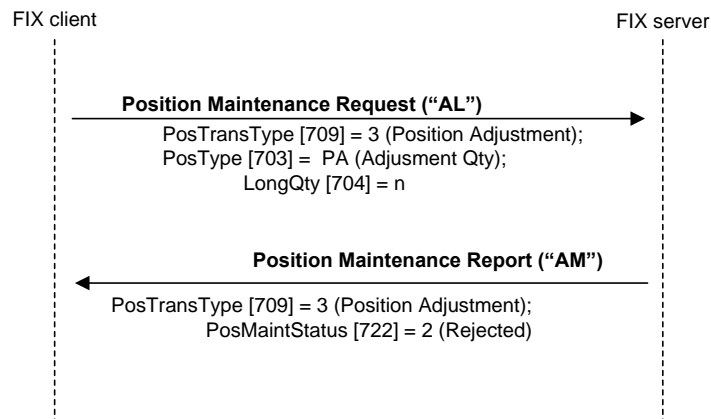 FIX client
FIX server
Position Maintenance Request (“AL”)
PosTransType [709] = 3 (Position Adjustment);
PosType [703] = PA (Adjusment Qty);
LongQty [704] = n
Position Maintenance Report (“AM”)
PosTransType [709] = 3 (Position Adjustment);
PosMaintStatus [722] = 2 (Rejected)